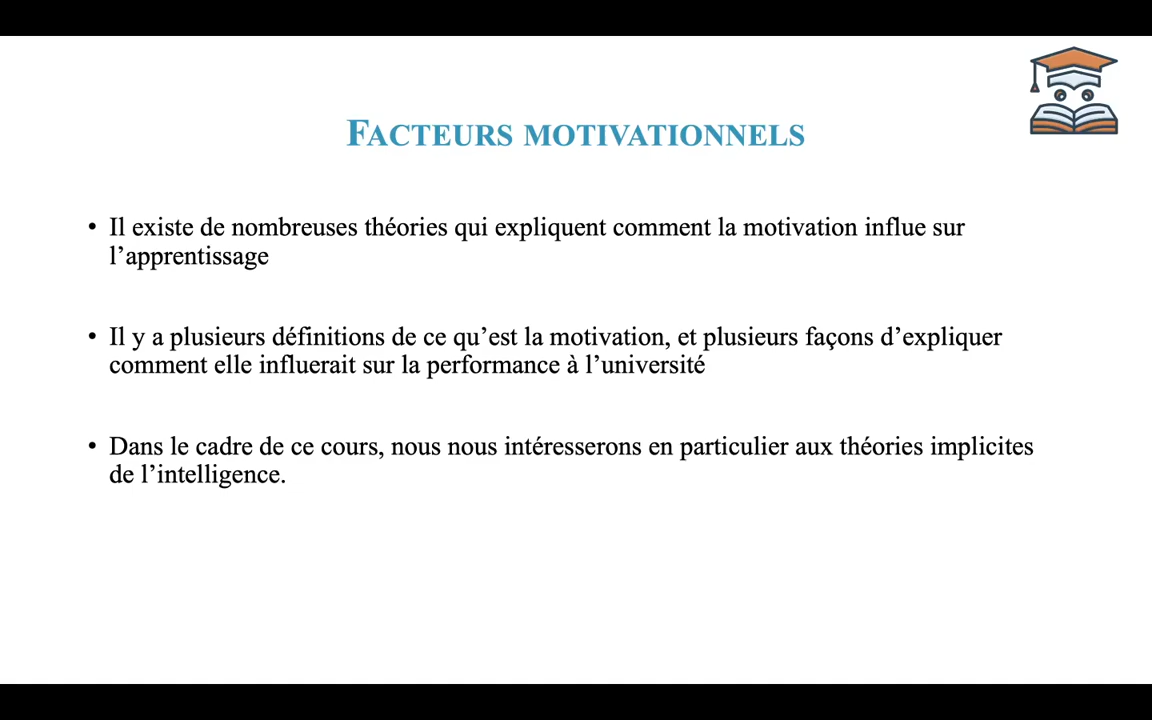 FACTEURS MOTIVATIONNELS
• Il existe de nombreuses théories qui expliquent comment la motivation influe sur
l’apprentissage
• Il y a plusieurs définitions de ce qu’est la motivation, et plusieurs façons d’expliquer
comment elle influerait sur la performance à l’université
• Dans le cadre de ce cours, nous nous intéresserons en particulier aux théories implicites
de l’intelligence.